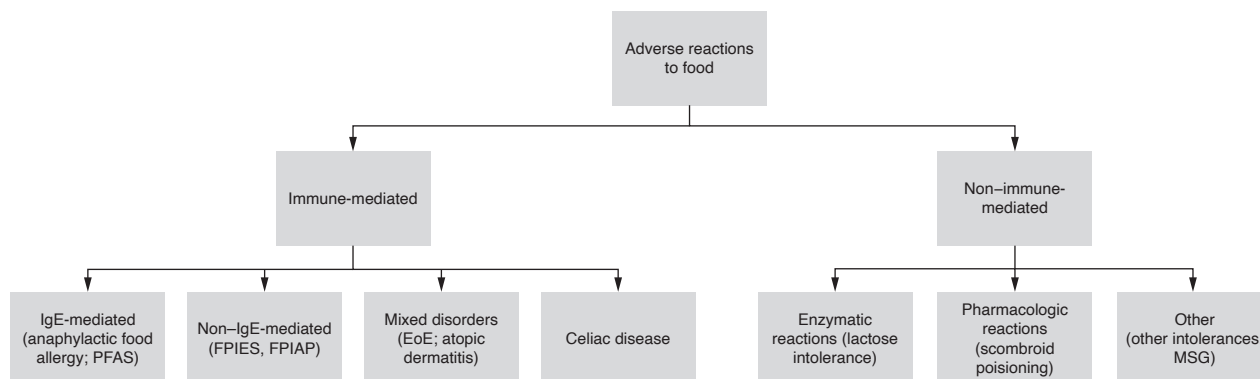 Adverse reactions
to food
Immune-mediated
Non–immune-
mediated
IgE-mediated
(anaphylactic food
allergy; PFAS)
Non–IgE-mediated
(FPIES, FPIAP)
Mixed disorders
(EoE; atopic
dermatitis)
Celiac disease
Enzymatic
reactions (lactose
intolerance)
Pharmacologic
reactions
(scombroid
poisioning)
Other
(other intolerances
MSG)